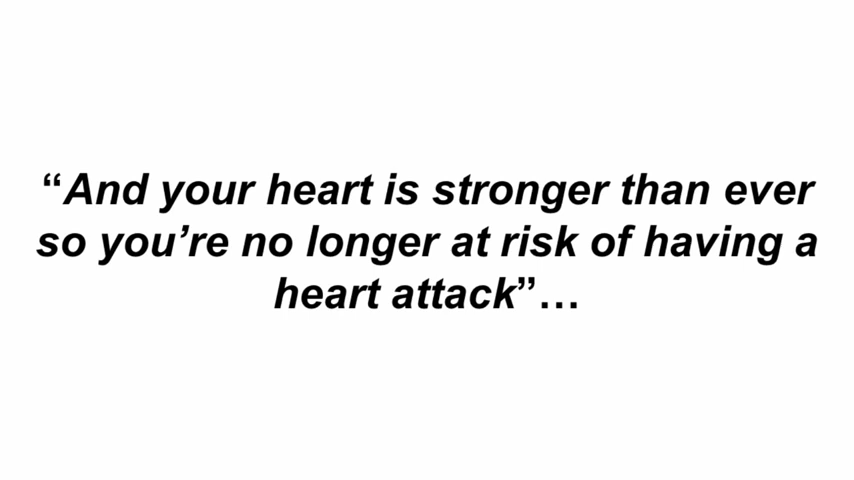 “And your heart is stronger than ever
so you’re no longer at risk of having a
heart attack”…